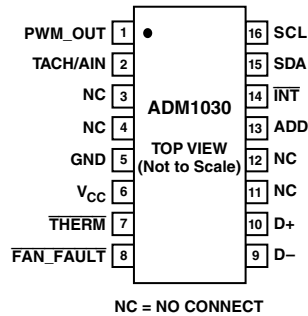 PWM_OUT 1 16 SCL
TACH/AIN 2 15 SDA
NC 3 14 INT
NC 4 ADM1030 13 ADD
GND 5 TOP VIEW 12 NC
VCC 6 (Not to Scale) 11 NC
THERM 7 10 D+
FAN_FAULT 8 9 D–
NC = NO CONNECT